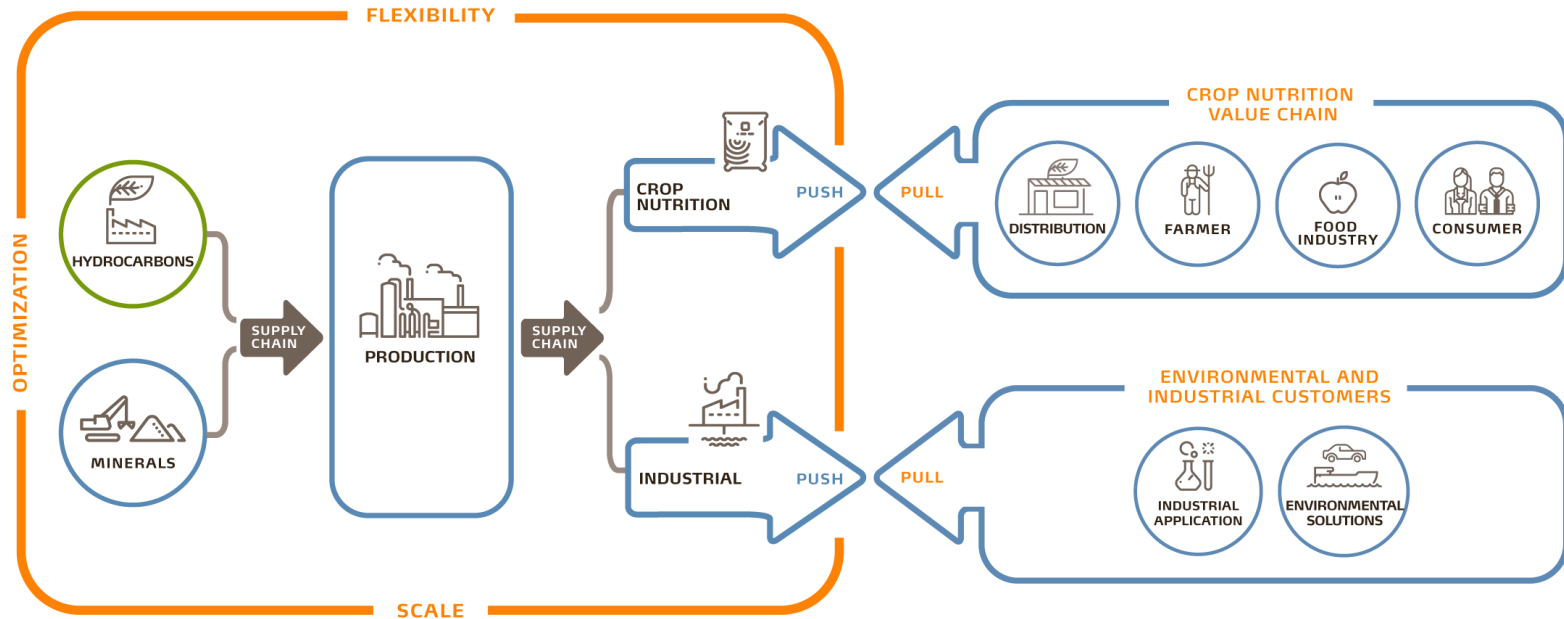 FLEXIBILITY
OPTIMIZATION
HYDROCARBONS
MINERALS
SUPPLY
CHAIN
PRODUCTION
SUPPLY
CHAIN
CROP
NUTRITION
PUSH
INDUSTRIAL
PUSH
SCALE
PULL
CROP NUTRITION
VALUE CHAIN
DISTRIBUTION
FARMER
FOOD
INDUSTRY
CONSUMER
PULL
ENVIRONMENTAL AND
INDUSTRIAL CUSTOMERS
INDUSTRIAL
APPLICATION
ENVIRONMENTAL
SOLUTIONS